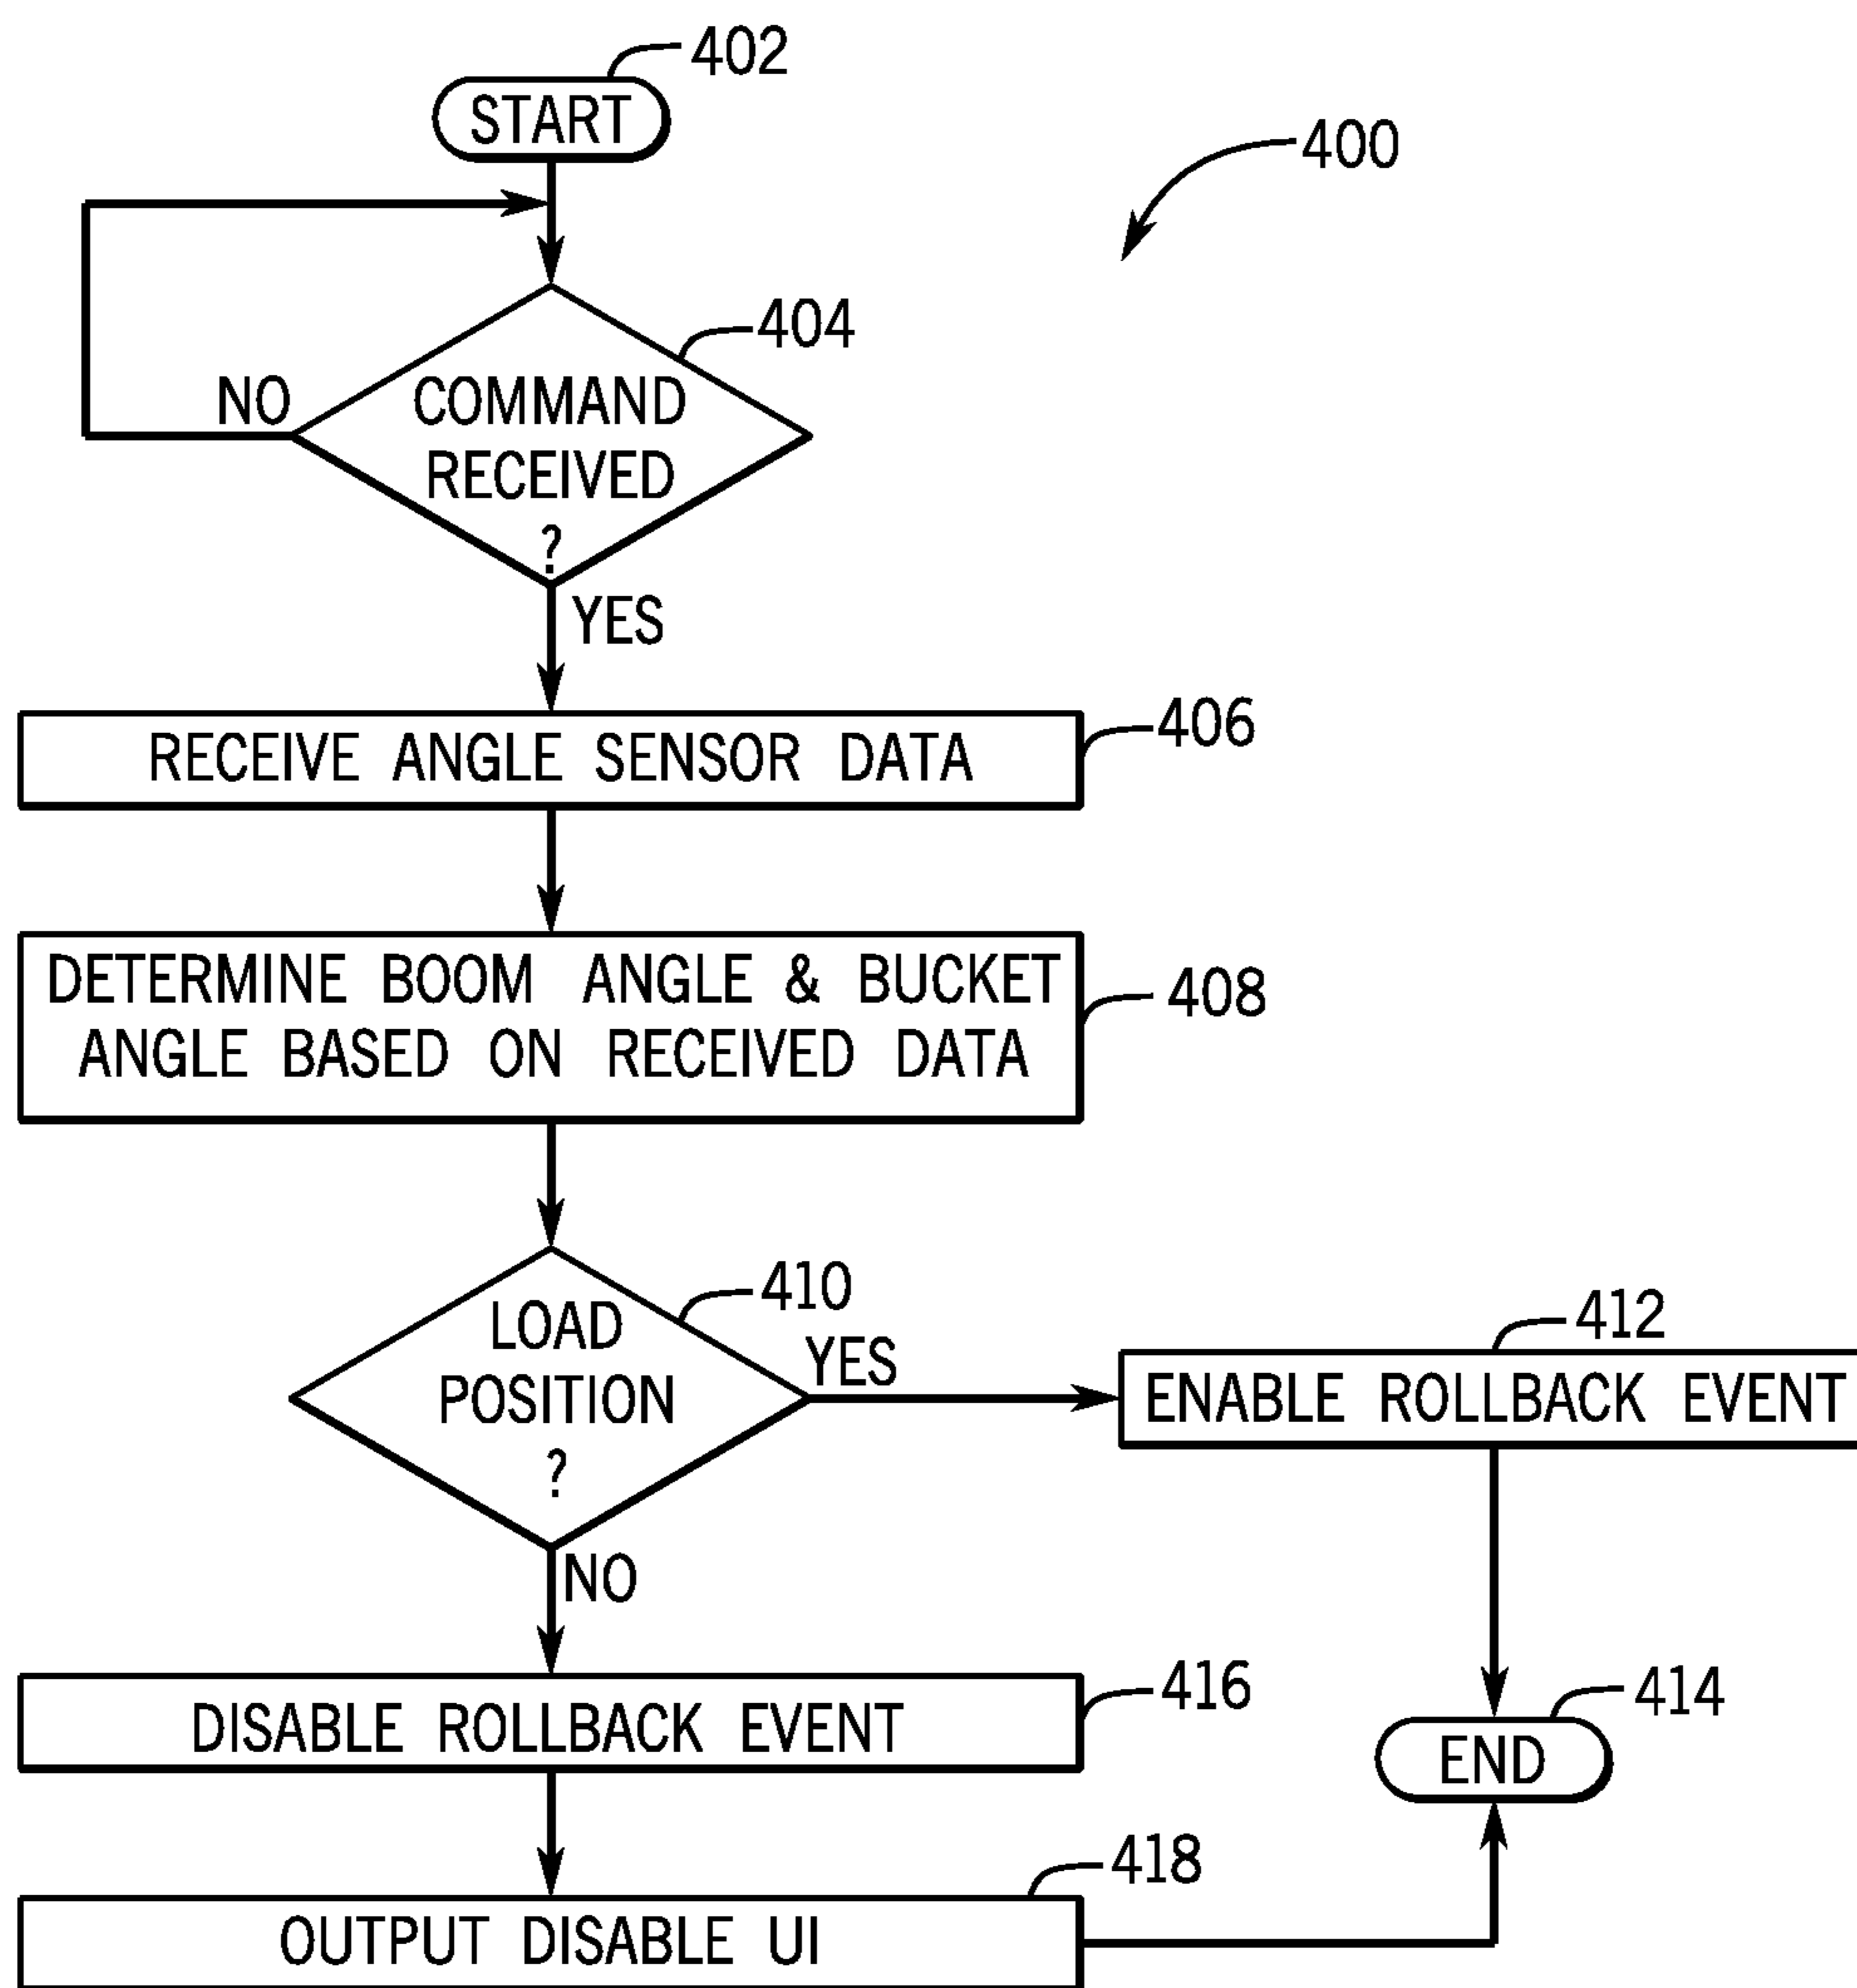 402
START
400
404
NO
COMMAND
RECEIVED
?
YES
RECEIVE ANGLE SENSOR DATA
406
DETERMINE BOOM ANGLE & BUCKET
ANGLE BASED ON RECEIVED DATA
408
410
LOAD
POSITION
?
YES
412
ENABLE ROLLBACK EVENT
NO
DISABLE ROLLBACK EVENT
416
414
END
418
OUTPUT DISABLE UI